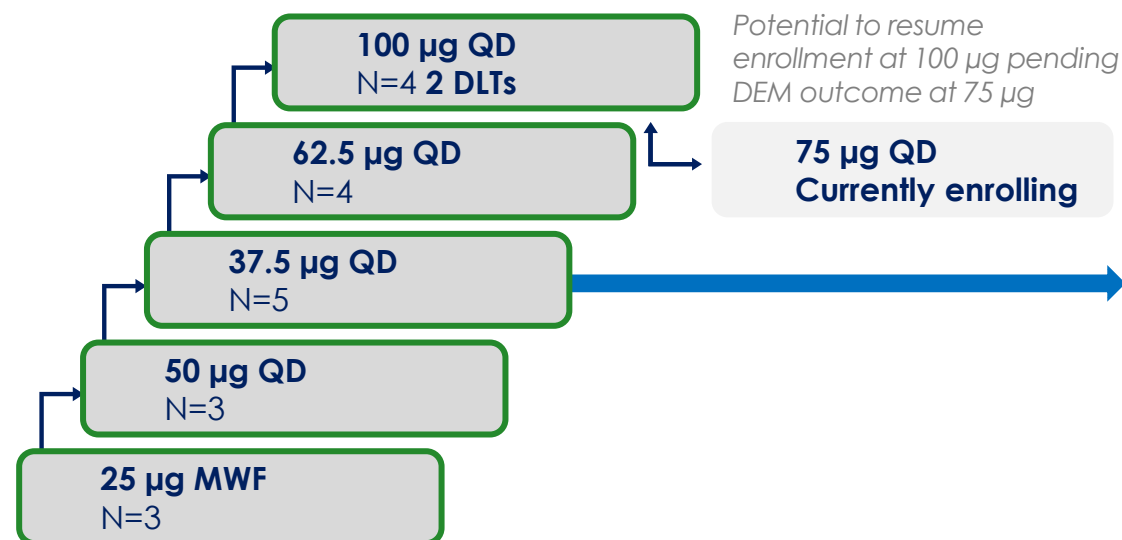 100 µg QD
N=4 2 DLTs
Potential to resume
enrollment at 100 µg pending
DEM outcome at 75 µg
62.5 µg QD
N=4
75 µg QD
Currently enrolling
37.5 µg QD
N=5
50 µg QD
N=3
25 µg MWF
N=3